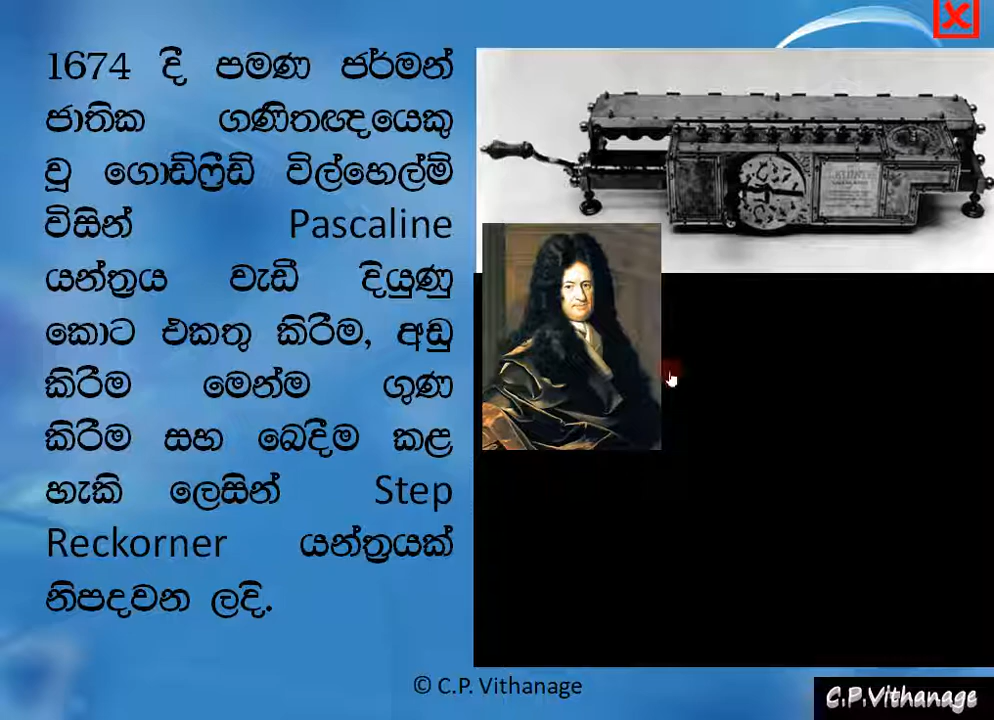 1674 දී පමණ ජර්මන්
ජාතික ගණිතඥයෙකු
වූ ගොඩ්ෆ්‍රීඩ් විල්හෙල්ම්
විසින් Pascaline
යන්ත්‍රය වැඩි දියුණු
කොට එකතු කිරීම, අඩු
කිරීම මෙන්ම ගුණ
කිරීම සහ බෙදීම කළ
හැකි ලෙසින් Step
Reckorner යන්ත්‍රයක්
නිපදවන ලදි.
© C.P. Vithanage
C.P.Vithanage